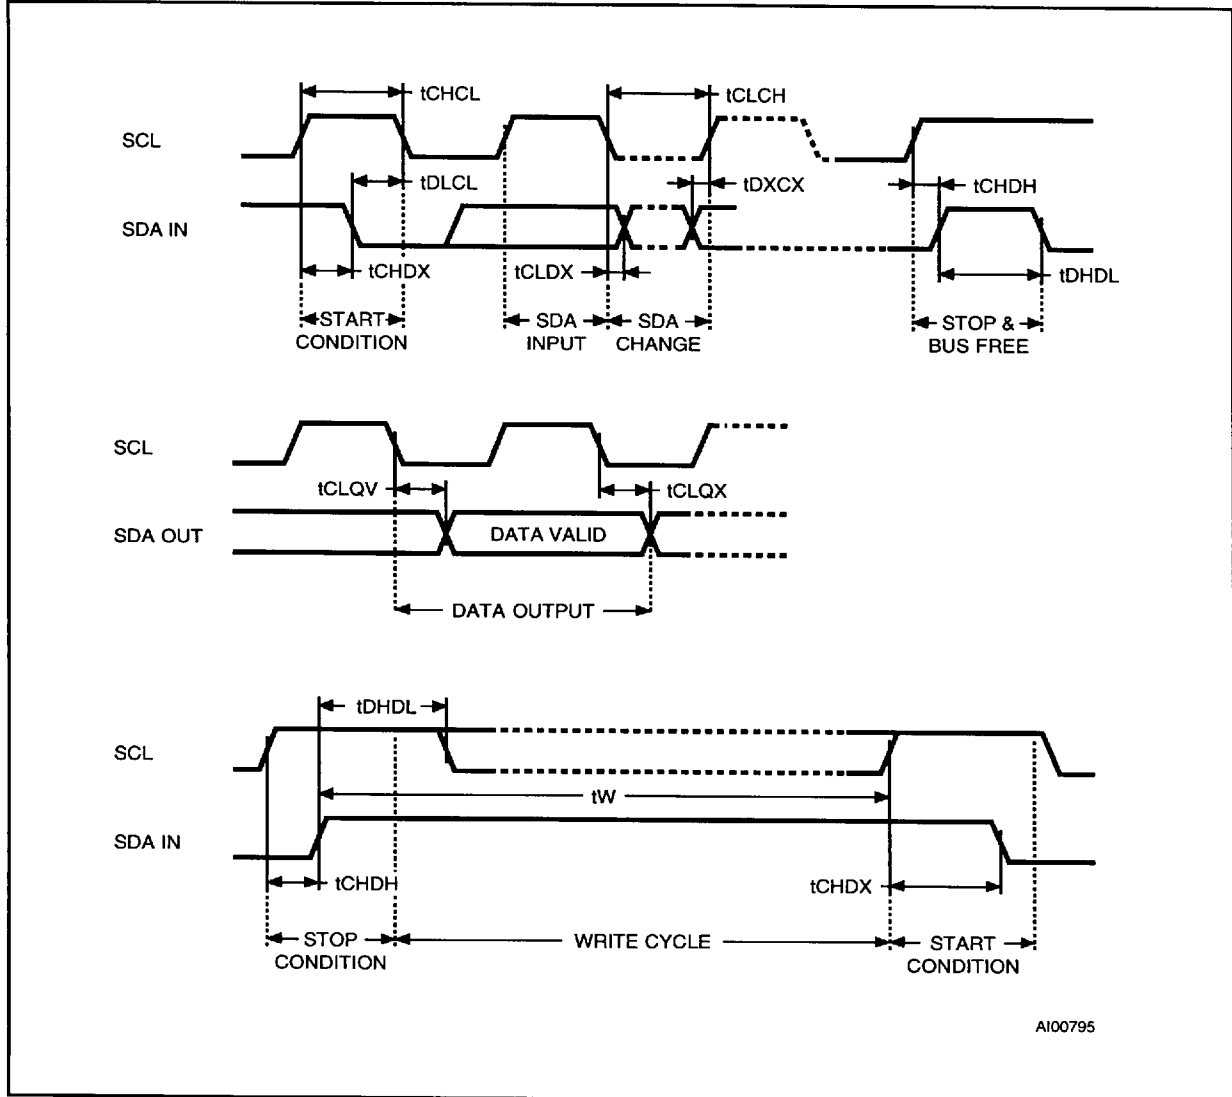 tCHCL
tCLCH
SCL
tDLCL
tDXCX
tCHDH
SDA IN
tCHDX
tCLDX
tDHDL
START
CONDITION
SDA
INPUT
SDA
CHANGE
STOP &
BUS FREE
SCL
tCLQV
tCLQX
SDA OUT
DATA VALID
DATA OUTPUT
tDHDL
SCL
tW
SDA IN
tCHDH
tCHDX
STOP
CONDITION
WRITE CYCLE
START
CONDITION
AI00795